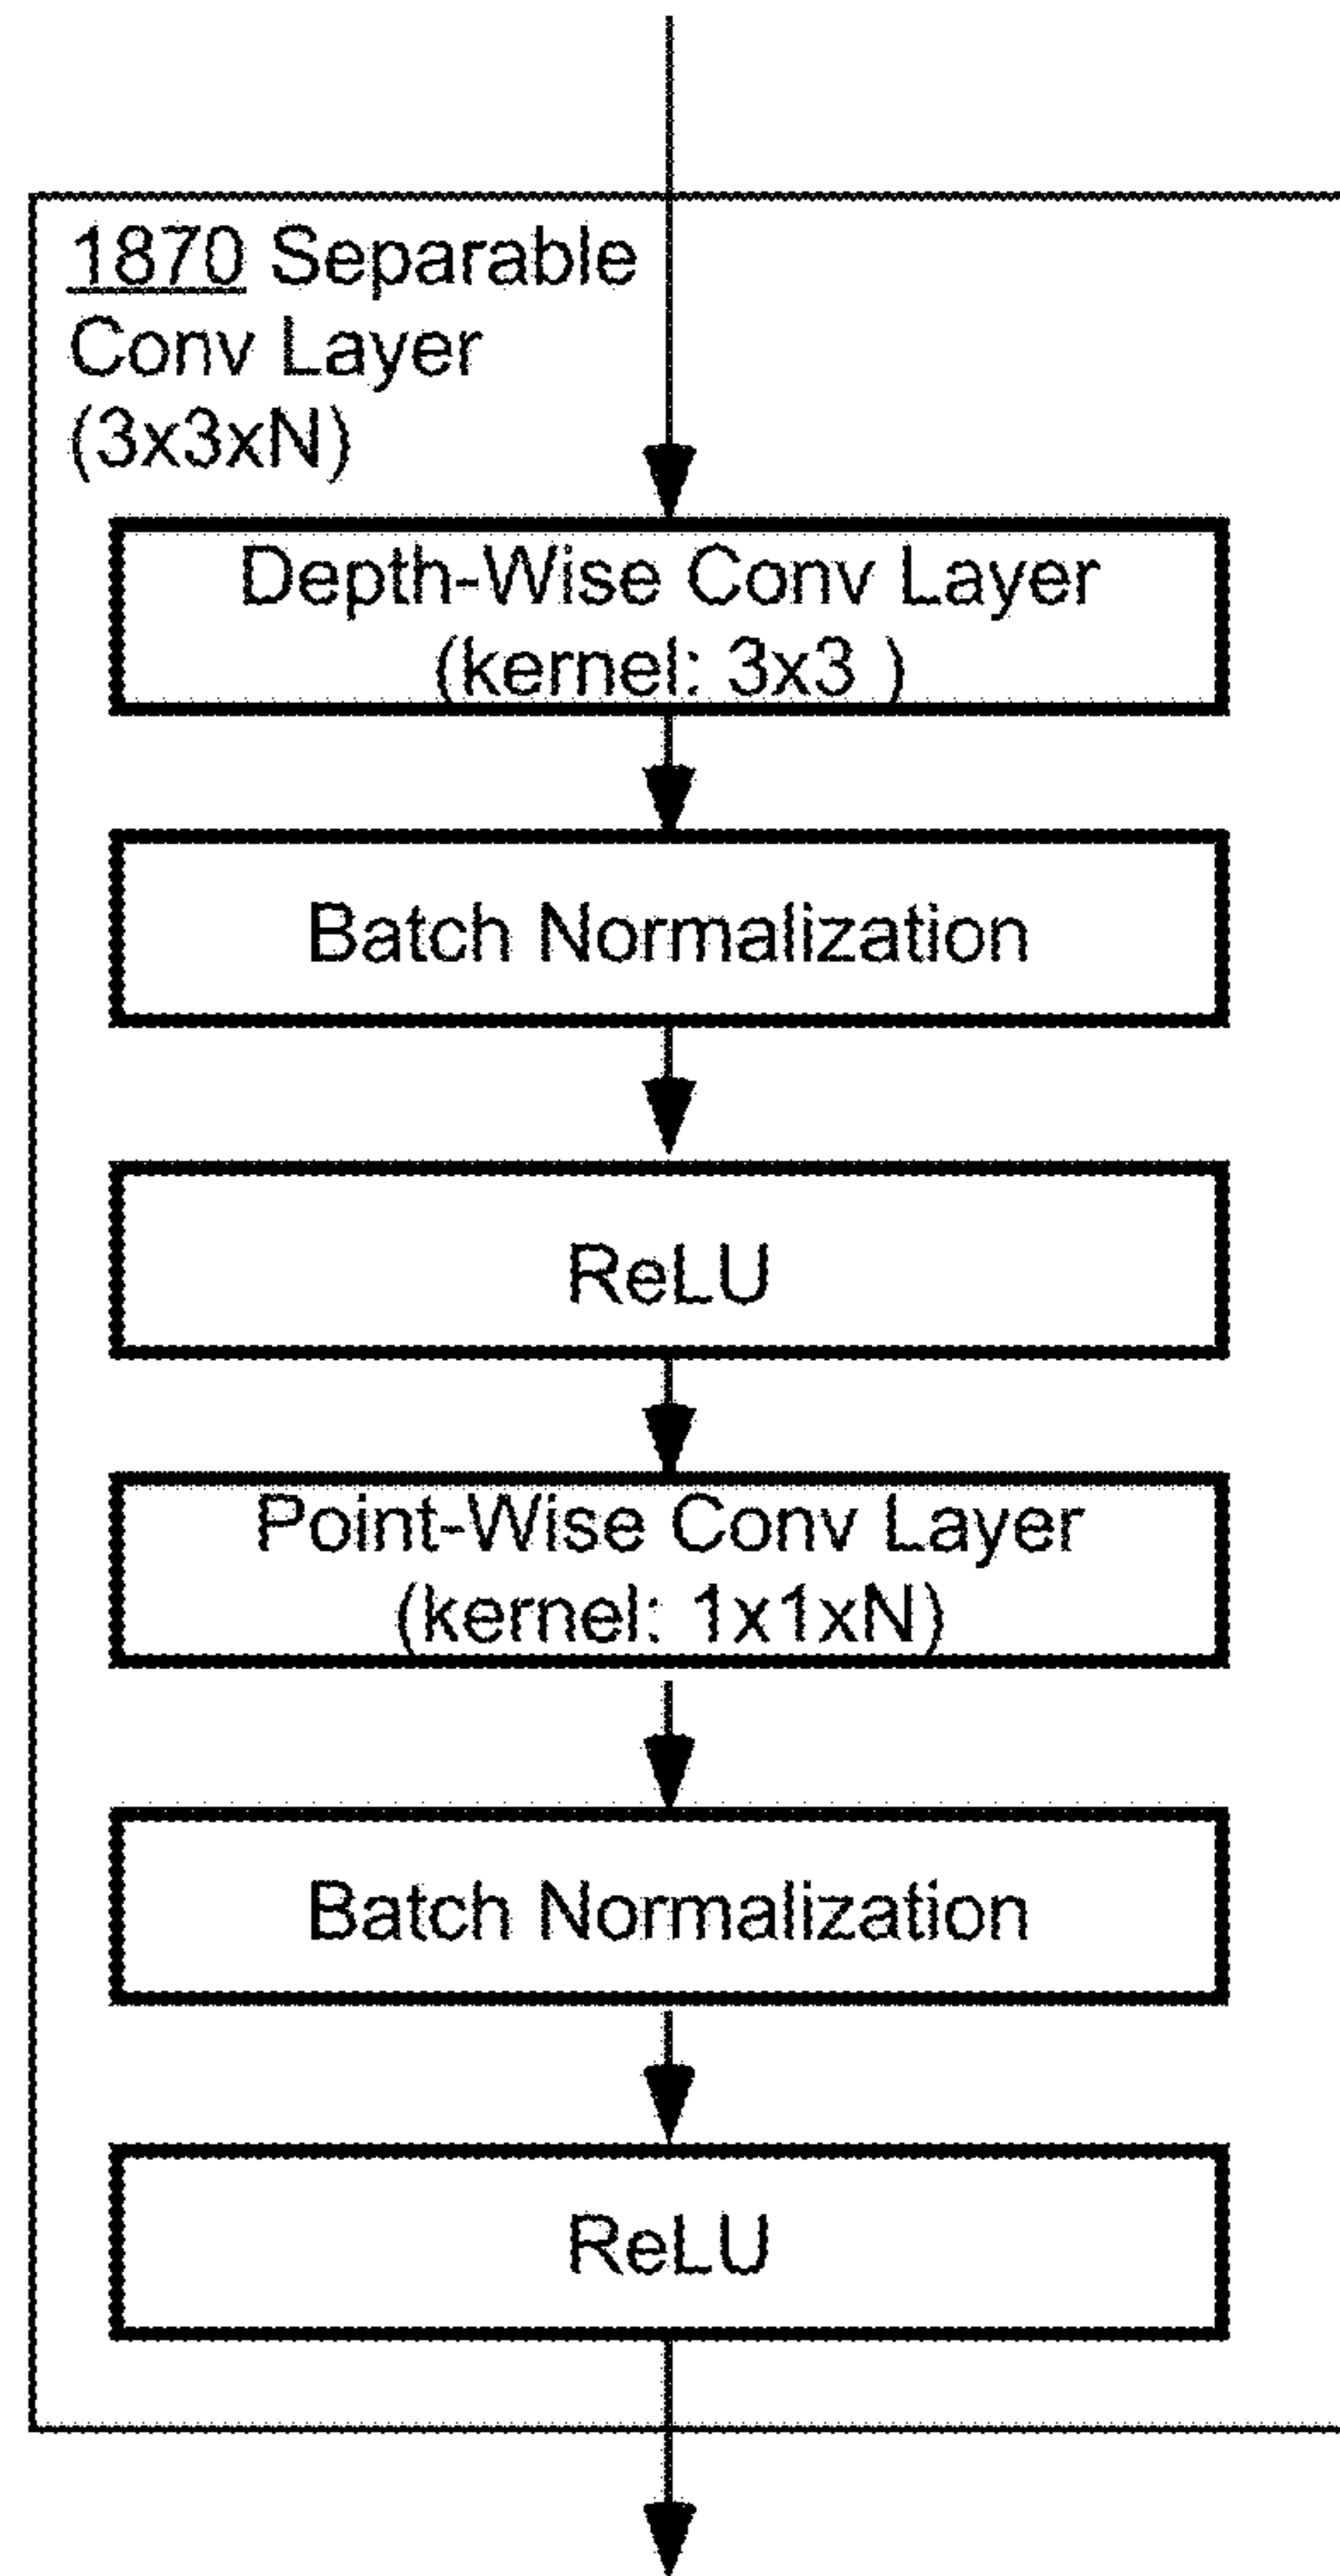 1870 Separable
Conv Layer
(3x3xN)
Depth-Wise Conv Layer
(kernel: 3x3 )
Batch Normalization
ReLU
Point-Wise Conv Layer
(kernel: 1x1xN)
Batch Normalization
ReLU